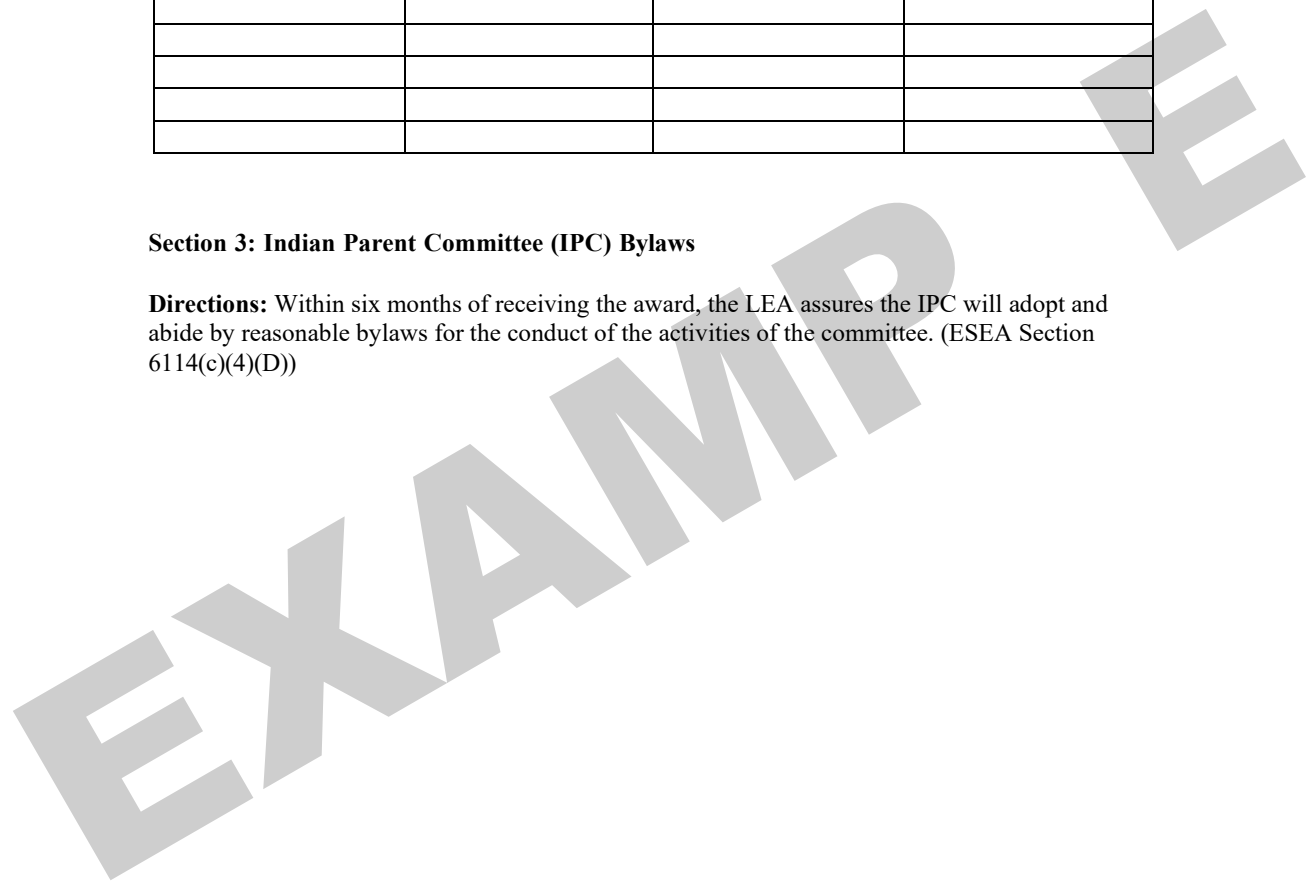 Section 3: Indian Parent Committee (IPC) Bylaws
Directions: Within six months of receiving the award, the LEA assures the IPC will adopt and
abide by reasonable bylaws for the conduct of the activities of the committee. (ESEA Section
6114(c)(4)(D))
EXAMP E